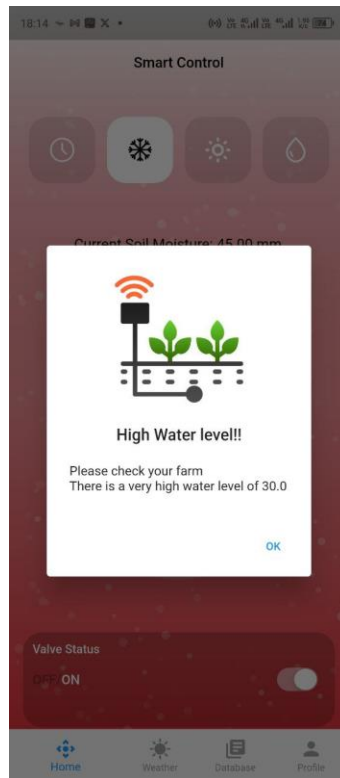 18:14
Smart Control
Current Soil Moisture: 45.00 mm
High Water level!!
Please check your farm
There is a very high water level of 30.0
OK
Valve Status
OFF ON
Home Weather Database Profile